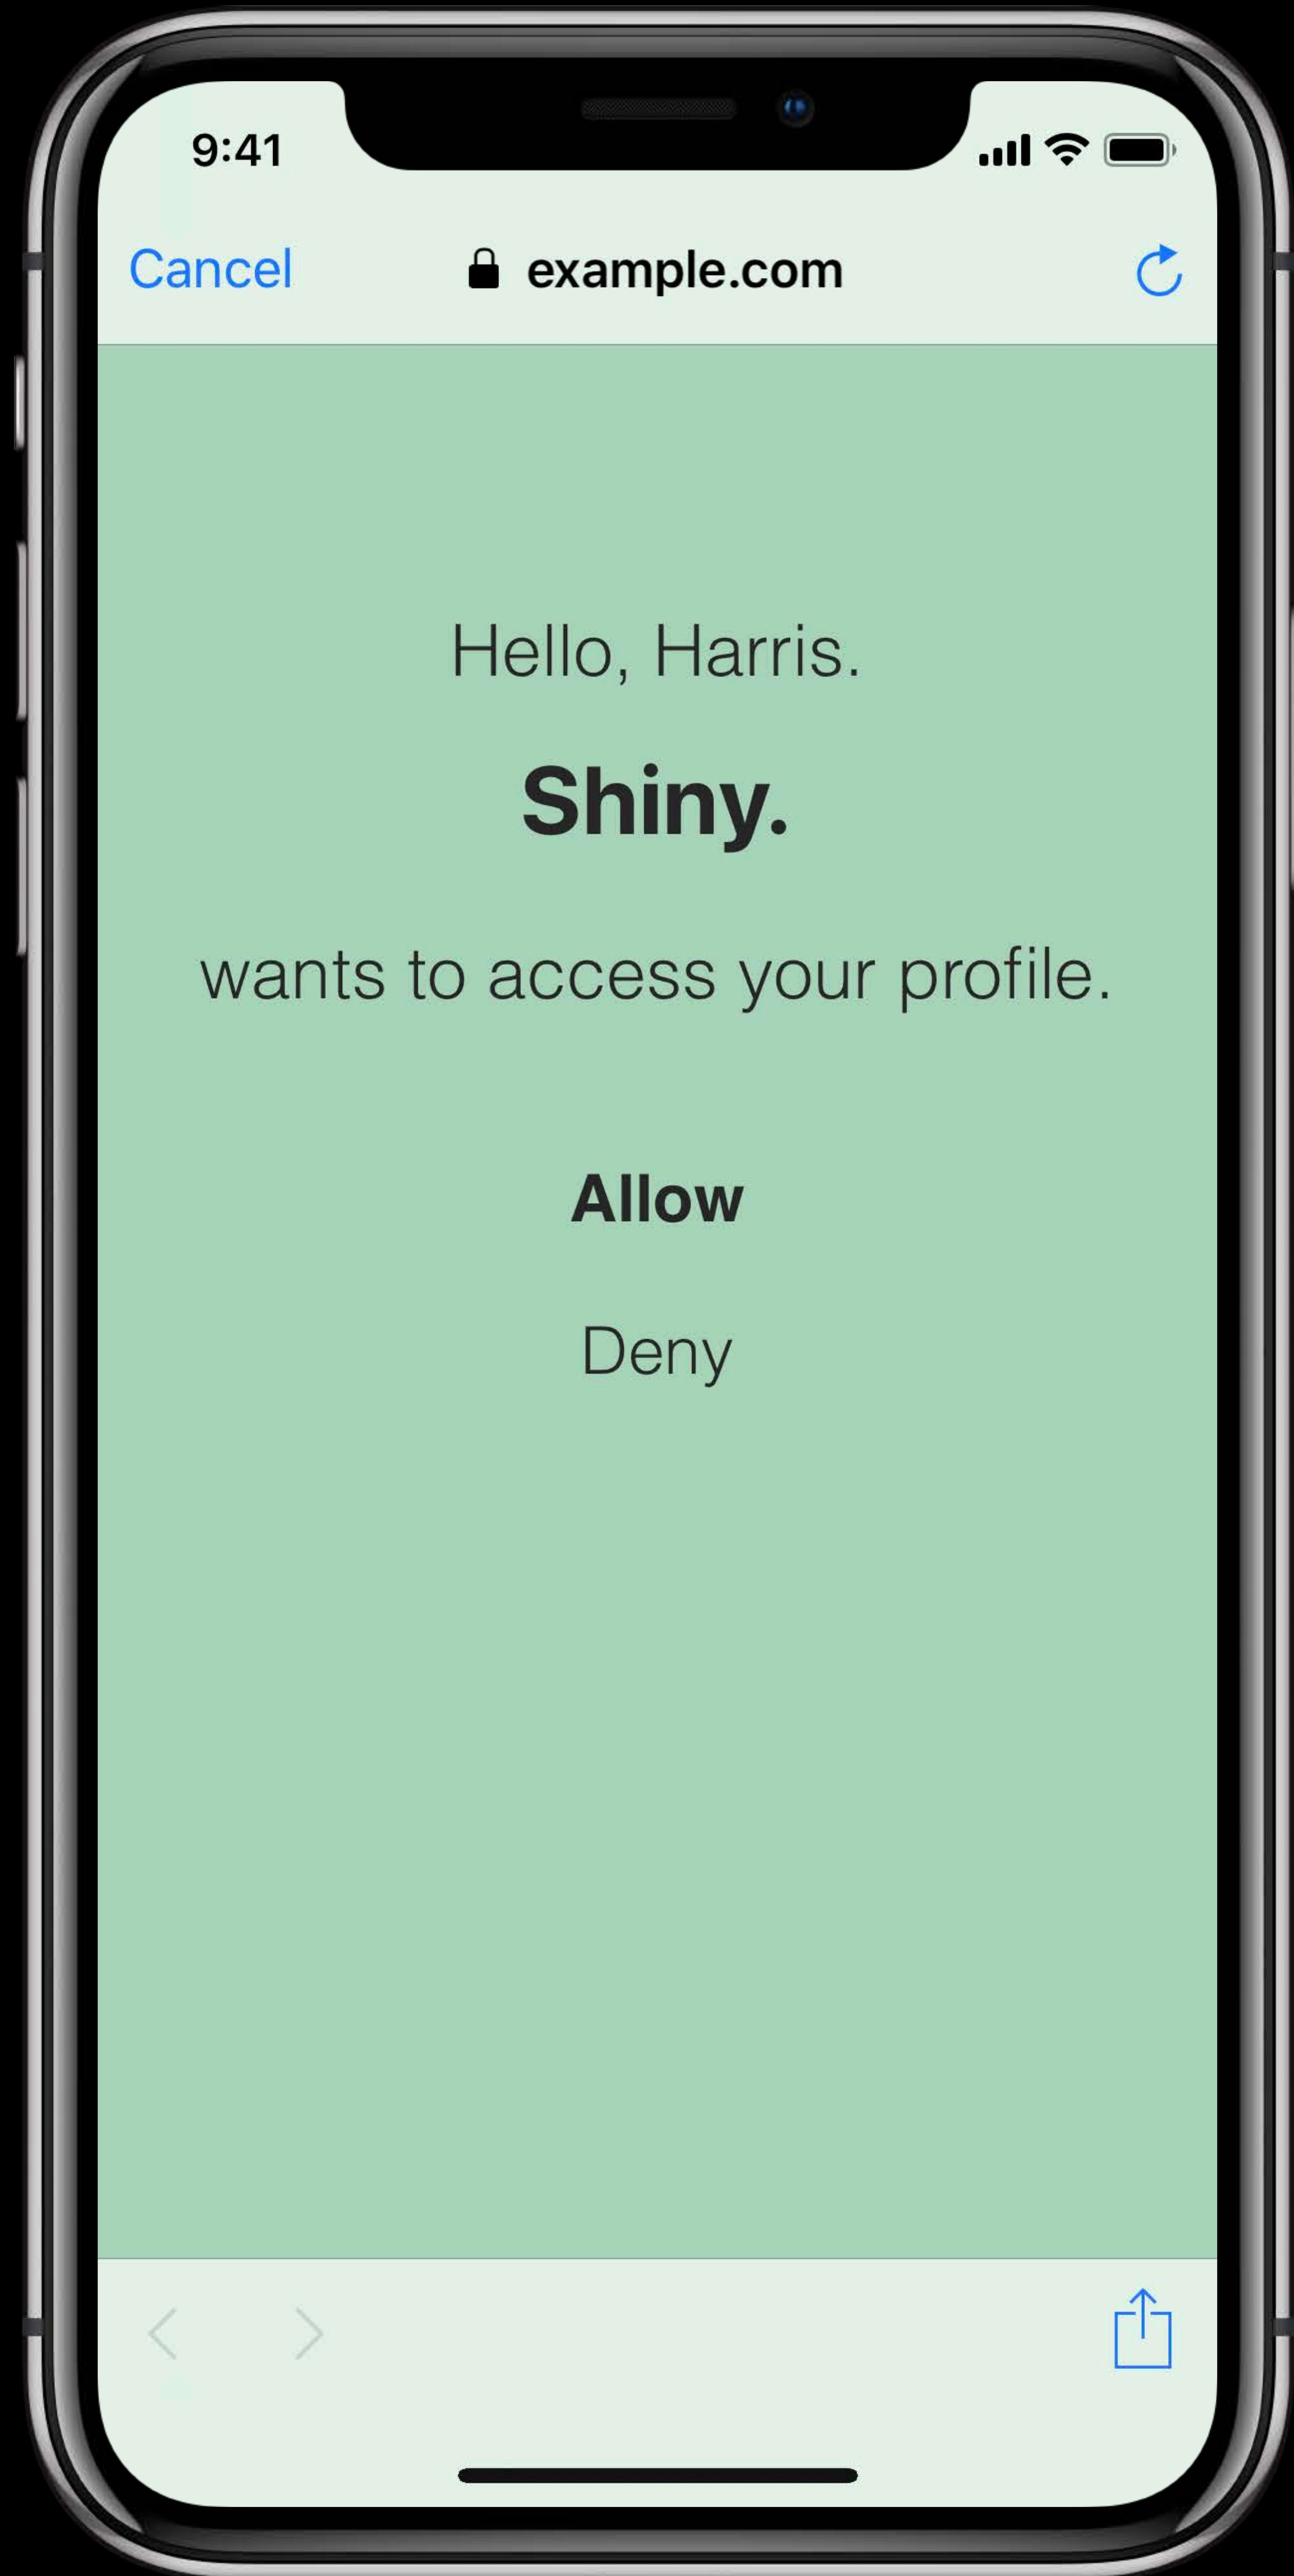 9:41
Cancel
example.com
Hello, Harris.
Shiny.
wants to access your profile.
Allow
Deny